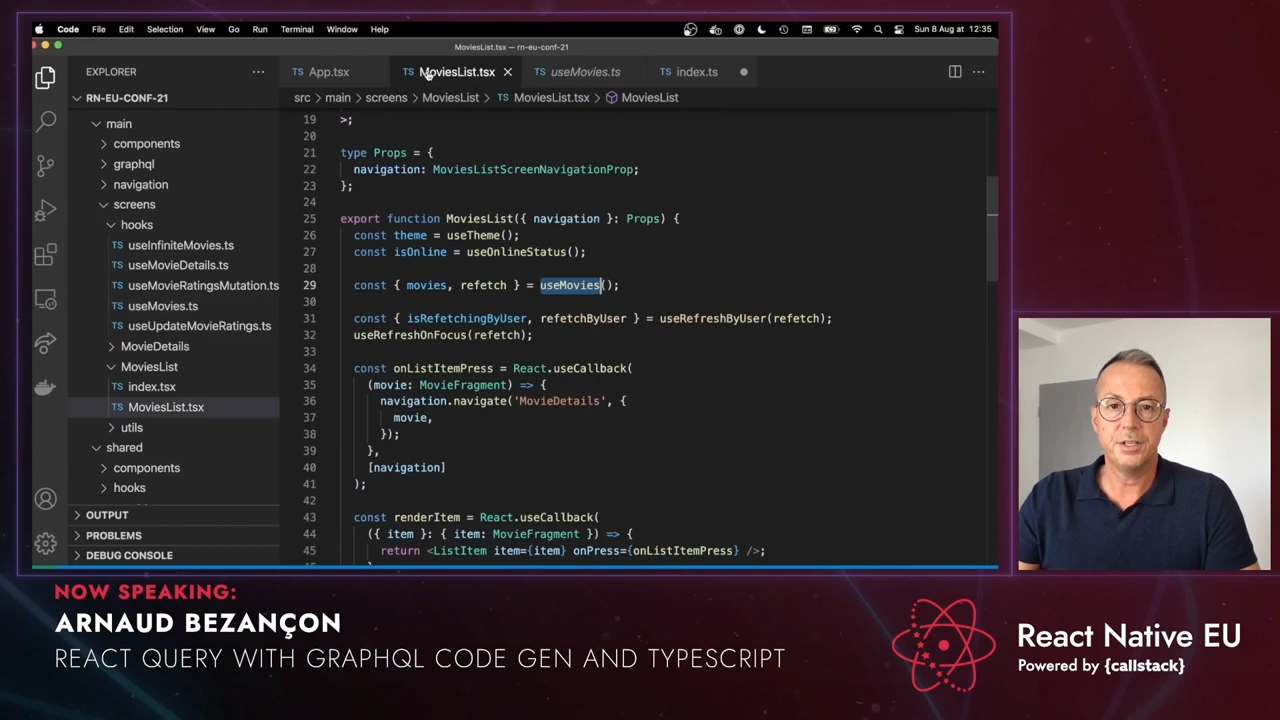 Code File Edit Selection View Go Run Terminal Window Help Sun 8 Aug at 12:35
MoviesList.tsx — rn-eu-conf-21
EXPLORER
RN-EU-CONF-21
main
components
graphql
navigation
screens
hooks
TS useInfiniteMovies.ts
TS useMovieDetails.ts
TS useMovieRatingsMutation.ts
TS useMovies.ts
TS useUpdateMovieRatings.ts
MovieDetails
MoviesList
TS index.tsx
TS MoviesList.tsx
utils
shared
components
hooks
OUTPUT
PROBLEMS
DEBUG CONSOLE
TS App.tsx TS MoviesList.tsx TS useMovies.ts TS index.ts
src > main > screens > MoviesList > TS MoviesList.tsx > MoviesList
19 >;
20
21 type Props = {
22 navigation: MoviesListScreenNavigationProp;
23 };
24
25 export function MoviesList({ navigation }: Props) {
26 const theme = useTheme();
27 const isOnline = useOnlineStatus();
28
29 const { movies, refetch } = useMovies();
30
31 const { isRefetchingByUser, refetchByUser } = useRefreshByUser(refetch);
32 useRefreshOnFocus(refetch);
33
34 const onListItemPress = React.useCallback(
35 (movie: MovieFragment) => {
36 navigation.navigate('MovieDetails', {
37 movie,
38 });
39 },
40 [navigation]
41 );
42
43 const renderItem = React.useCallback(
44 ({ item }: { item: MovieFragment }) => {
45 return <ListItem item={item} onPress={onListItemPress} />;
NOW SPEAKING:
ARNAUD BEZANÇON
REACT QUERY WITH GRAPHQL CODE GEN AND TYPESCRIPT
React Native EU
Powered by {callstack}